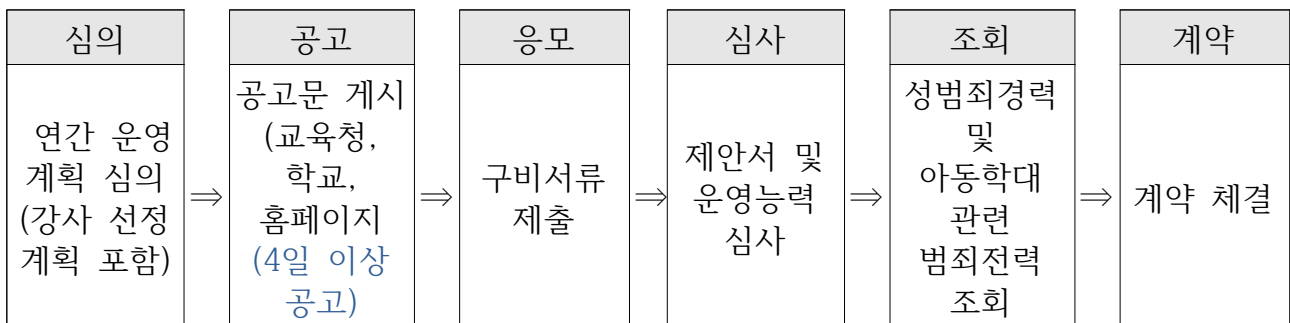 심의
연간 운영
계획 심의
(강사 선정
계획 포함)
⇒
공고
공고문 게시
(교육청,
학교,
홈페이지
(4일 이상
공고)
⇒
응모
구비서류
제출
⇒
심사
제안서 및
운영능력
심사
⇒
조회
성범죄경력
및
아동학대
관련
범죄전력
조회
⇒
계약
계약 체결